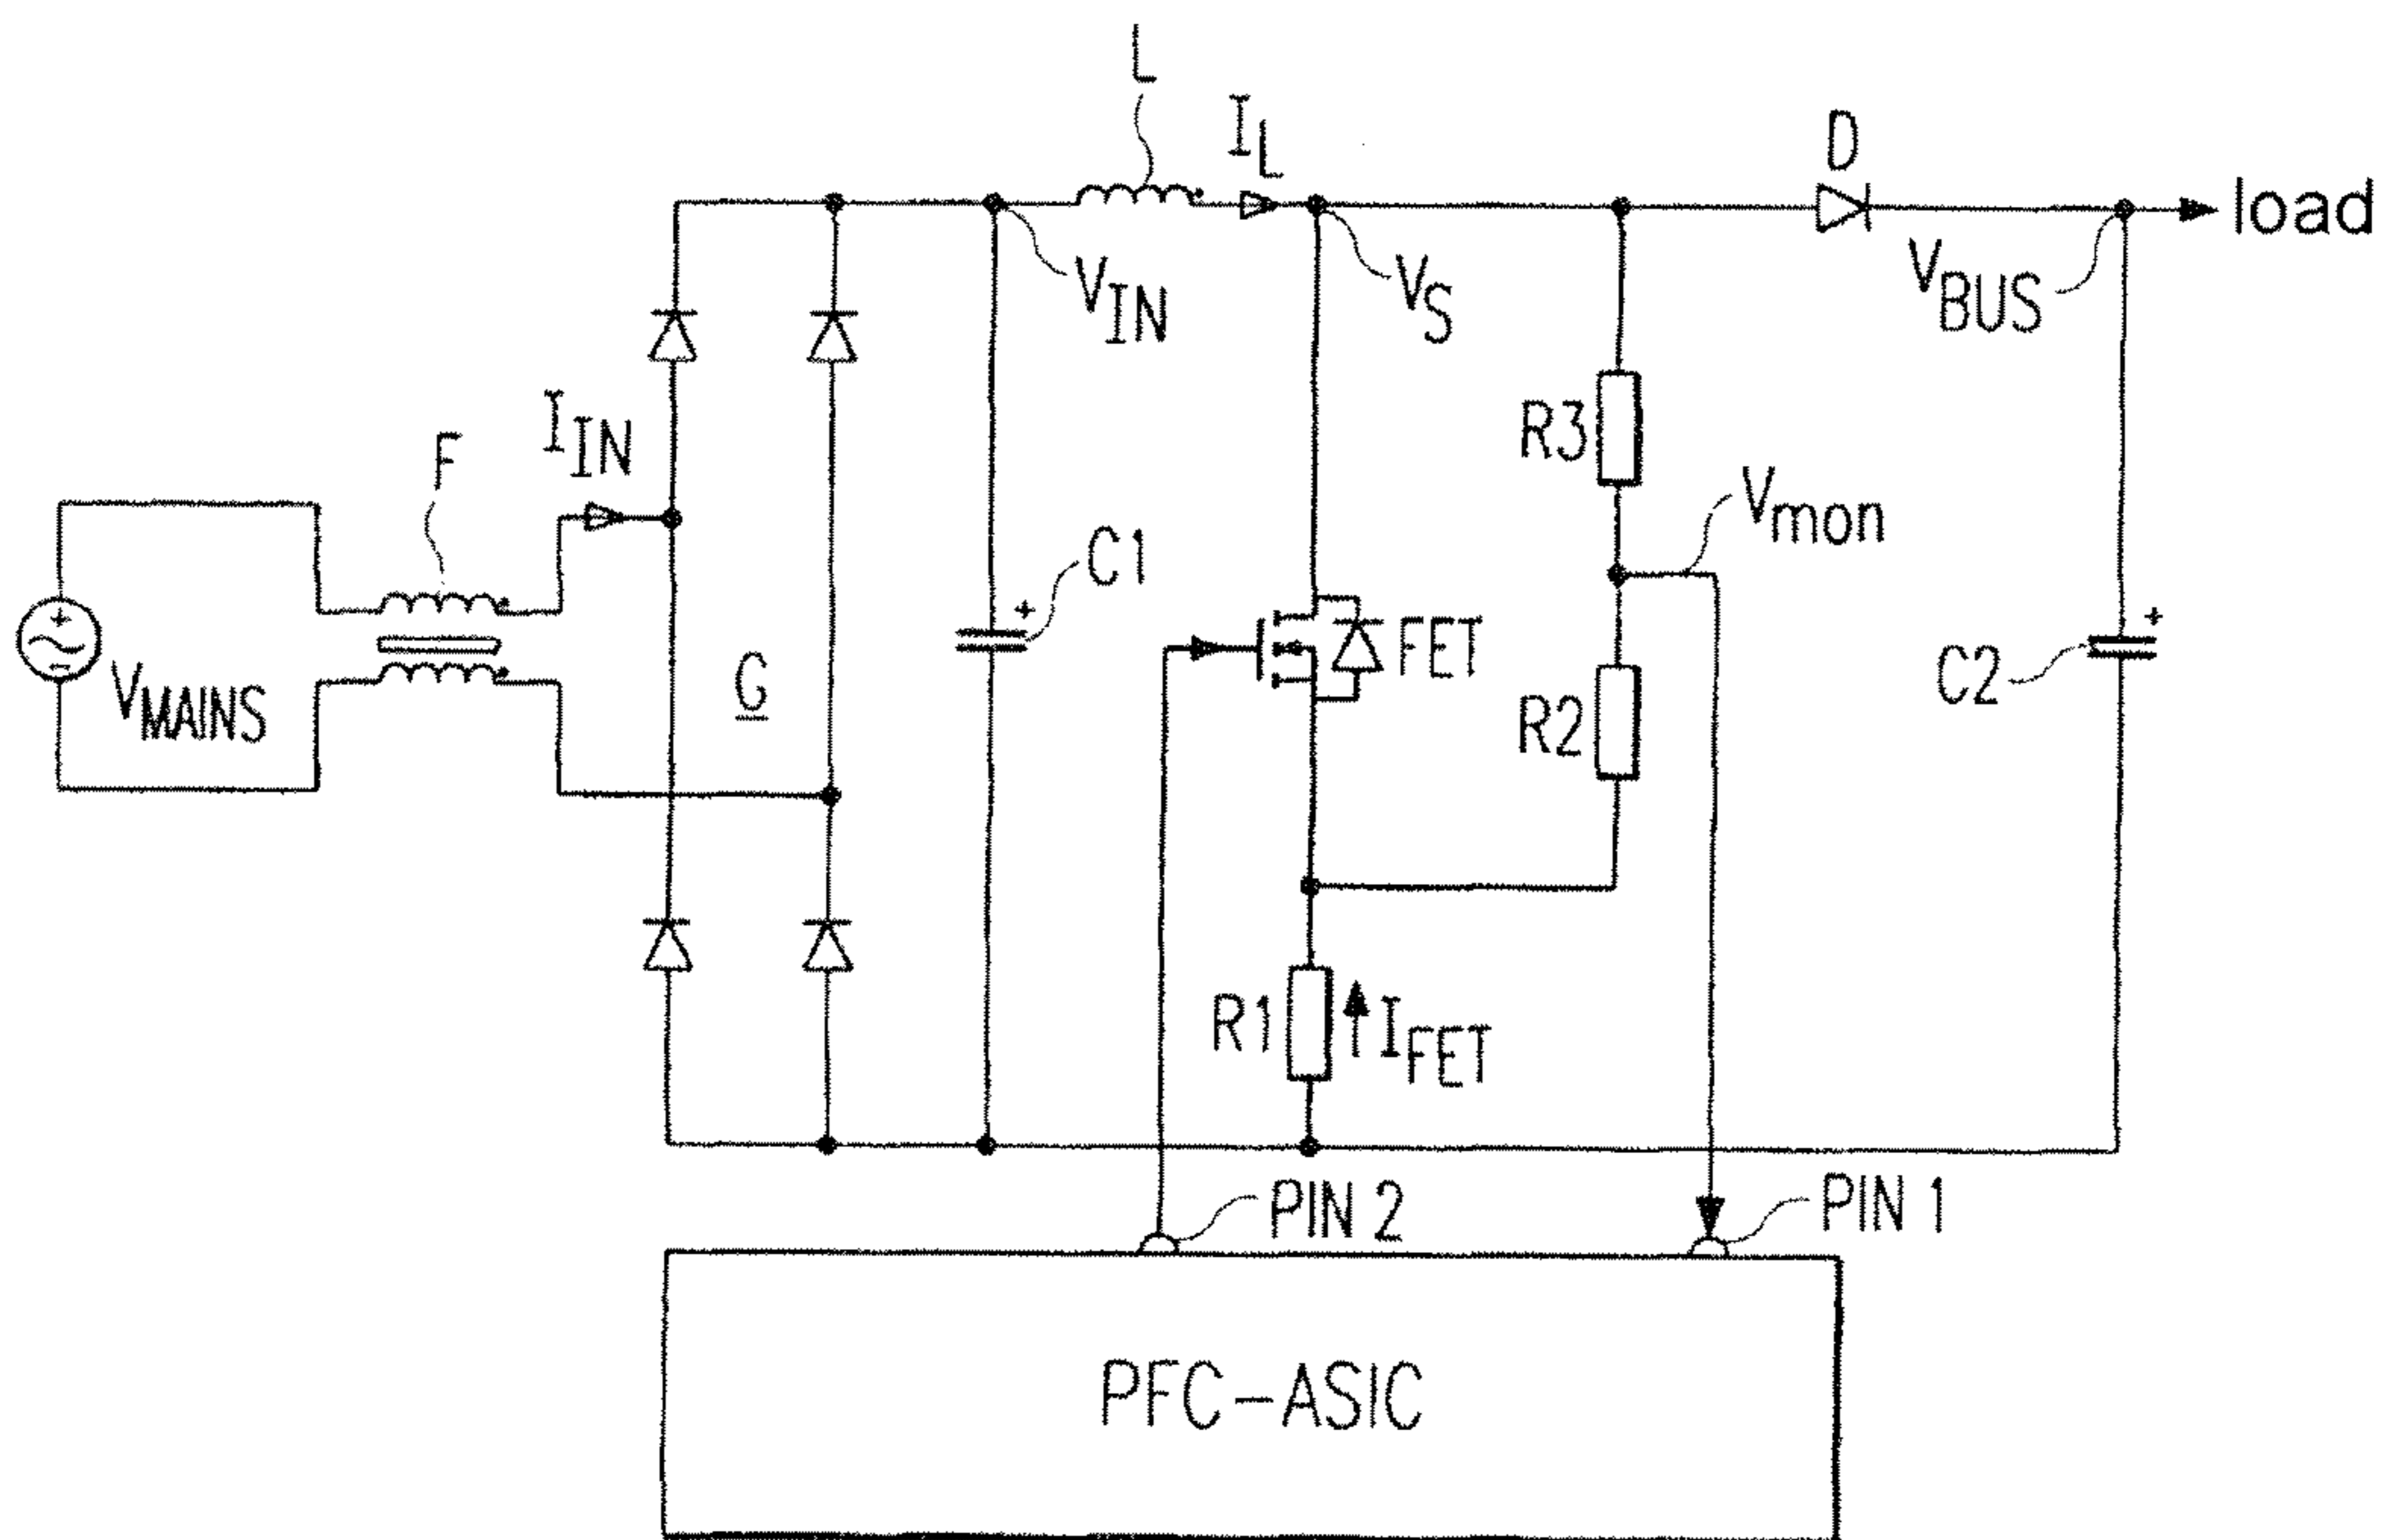 L
I_L
D
load
V_IN
V_S
V_BUS
I_IN
F
R3
V_mon
C1
FET
V_MAINS
G
R2
C2
R1
I_FET
PIN 2
PIN 1
PFC-ASIC